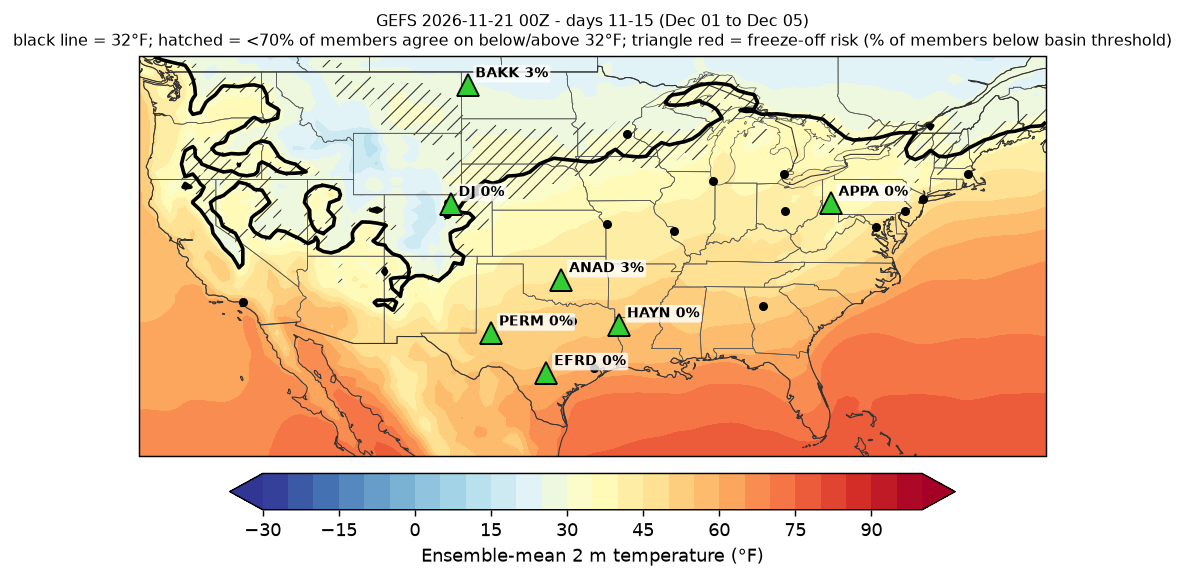 GEFS 2026-11-21 00Z - days 11-15 (Dec 01 to Dec 05)
black line = 32°F; hatched = <70% of members agree on below/above 32°F; triangle red = freeze-off risk (% of members below basin threshold)
BAKK 3%
DJ 0%
APPA 0%
ANAD 3%
HAYN 0%
PERM 0%
EFRD 0%
−30 −15 0 15 30 45 60 75 90
Ensemble-mean 2 m temperature (°F)